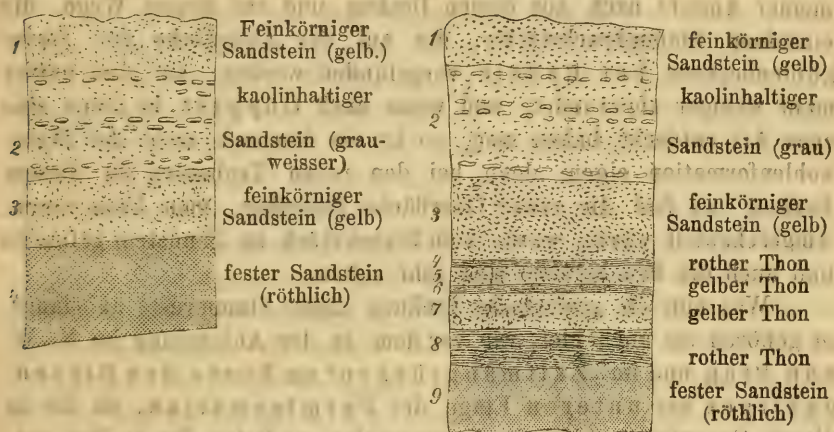 1
Feinkörniger
Sandstein (gelb.)
kaolinhaltiger
2
Sandstein (grau-
weisser)
3
feinkörniger
Sandstein (gelb)
fester Sandstein
(röthlich)
1
feinkörniger
Sandstein (gelb)
kaolinhaltiger
2
Sandstein (grau)
3
feinkörniger
Sandstein (gelb)
4
rother Thon
5
6
gelber Thon
7
gelber Thon
8
rother Thon
9
fester Sandstein
(röthlich)